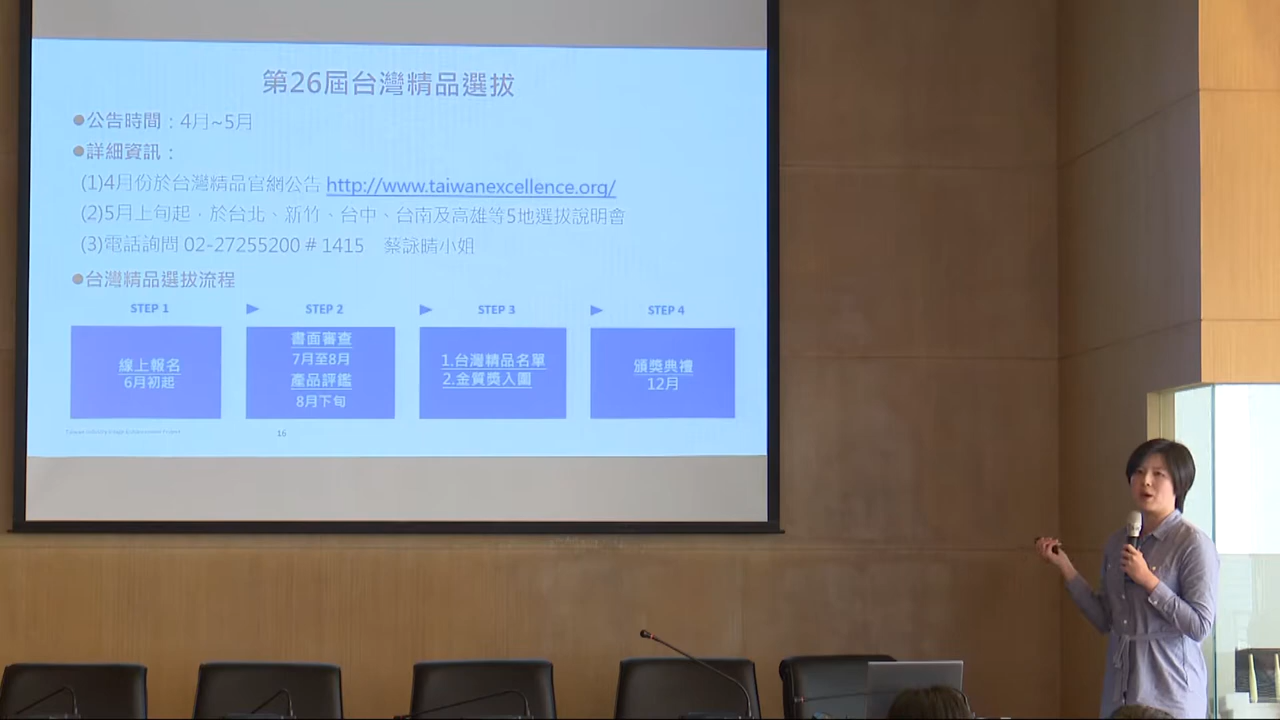 第26屆台灣精品選拔
●公告時間：4月~5月
●詳細資訊：
(1)4月份於台灣精品官網公告 http://www.taiwanexcellence.org/
(2)5月上旬起，於台北、新竹、台中、台南及高雄等5地選拔說明會
(3)電話詢問 02-27255200 # 1415 蔡詠晴小姐
●台灣精品選拔流程
STEP 1 ► STEP 2 ► STEP 3 ► STEP 4
線上報名
6月初起
書面審查
7月至8月
產品評鑑
8月下旬
1.台灣精品名單
2.金質獎入圍
頒獎典禮
12月
16